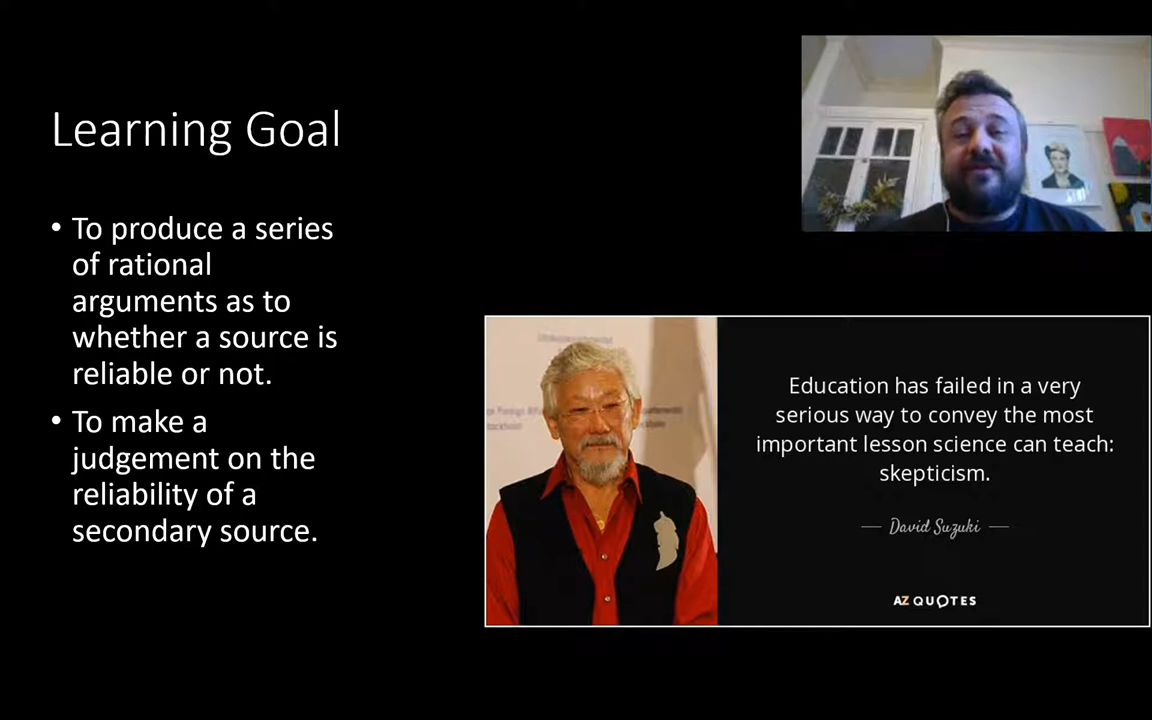 Learning Goal
• To produce a series
of rational
arguments as to
whether a source is
reliable or not.
• To make a
judgement on the
reliability of a
secondary source.
Education has failed in a very
serious way to convey the most
important lesson science can teach:
skepticism.
— David Suzuki —
AZ QUOTES